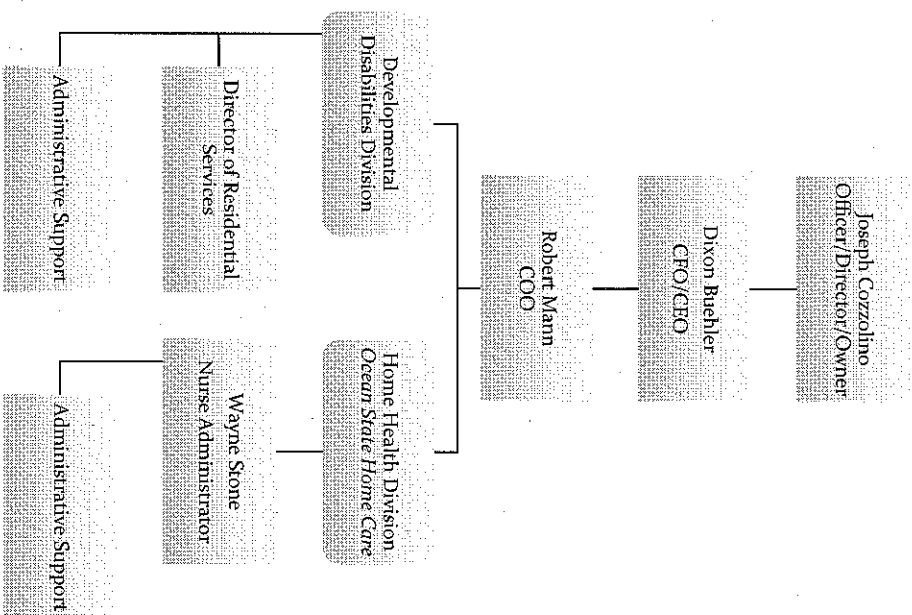 Joseph Cozzolino
Officer/Director/Owner
Dixon Buehler
CFO/CEO
Robert Mann
COO
Developmental
Disabilities Division
Home Health Division
Ocean State Home Care
Director of Residential
Services
Wayne Stone
Nurse Administrator
Administrative Support
Administrative Support